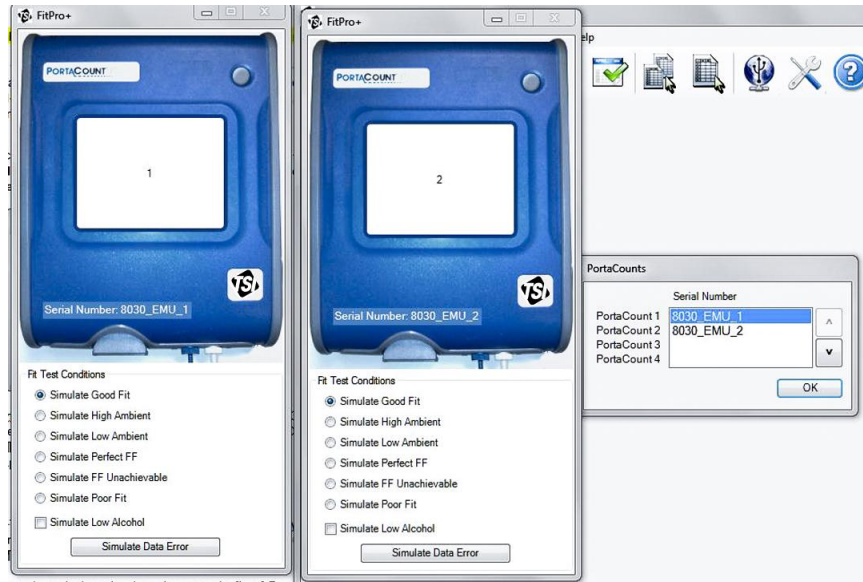 FitPro+
PORTACOUNT
1
TSI
Serial Number: 8030_EMU_1
Fit Test Conditions
Simulate Good Fit
Simulate High Ambient
Simulate Low Ambient
Simulate Perfect FF
Simulate FF Unachievable
Simulate Poor Fit
Simulate Low Alcohol
Simulate Data Error
FitPro+
PORTACOUNT
2
TSI
Serial Number: 8030_EMU_2
Fit Test Conditions
Simulate Good Fit
Simulate High Ambient
Simulate Low Ambient
Simulate Perfect FF
Simulate FF Unachievable
Simulate Poor Fit
Simulate Low Alcohol
Simulate Data Error
elp
?
PortaCounts
Serial Number
PortaCount 1 8030_EMU_1
PortaCount 2 8030_EMU_2
PortaCount 3
PortaCount 4
OK